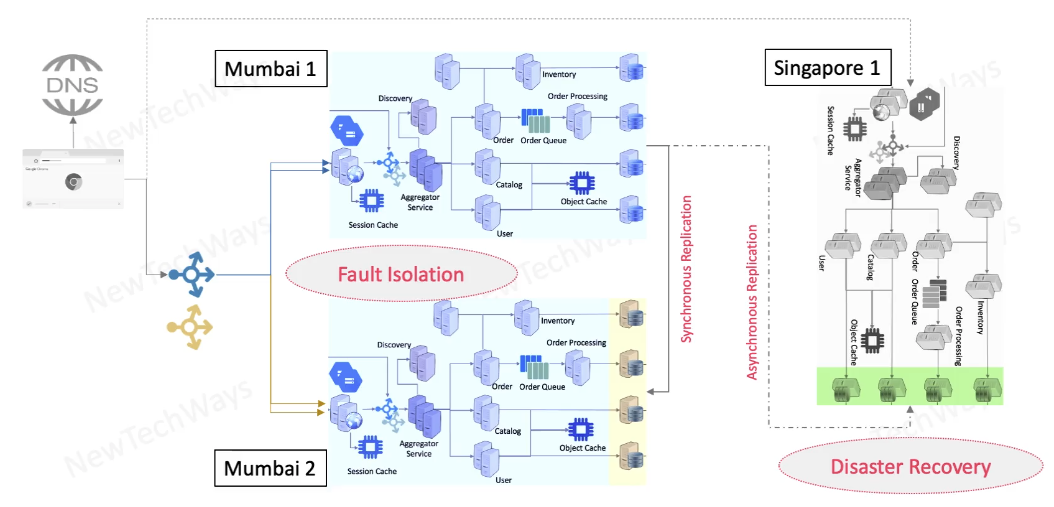 DNS
Google Chrome
Mumbai 1
Inventory
Discovery
Order Processing
Order
Order Queue
Catalog
Aggregator
Service
Object Cache
Session Cache
User
Fault Isolation
Inventory
Discovery
Order Processing
Order
Order Queue
Catalog
Aggregator
Service
Object Cache
Session Cache
User
Mumbai 2
Synchronous Replication
Asynchronous Replication
Singapore 1
Session Cache
Discovery
Aggregator
Service
User
Catalog
Order
Order Queue
Inventory
Order Processing
Object Cache
Disaster Recovery
NewTechWays
NewTechWays
NewTechWays